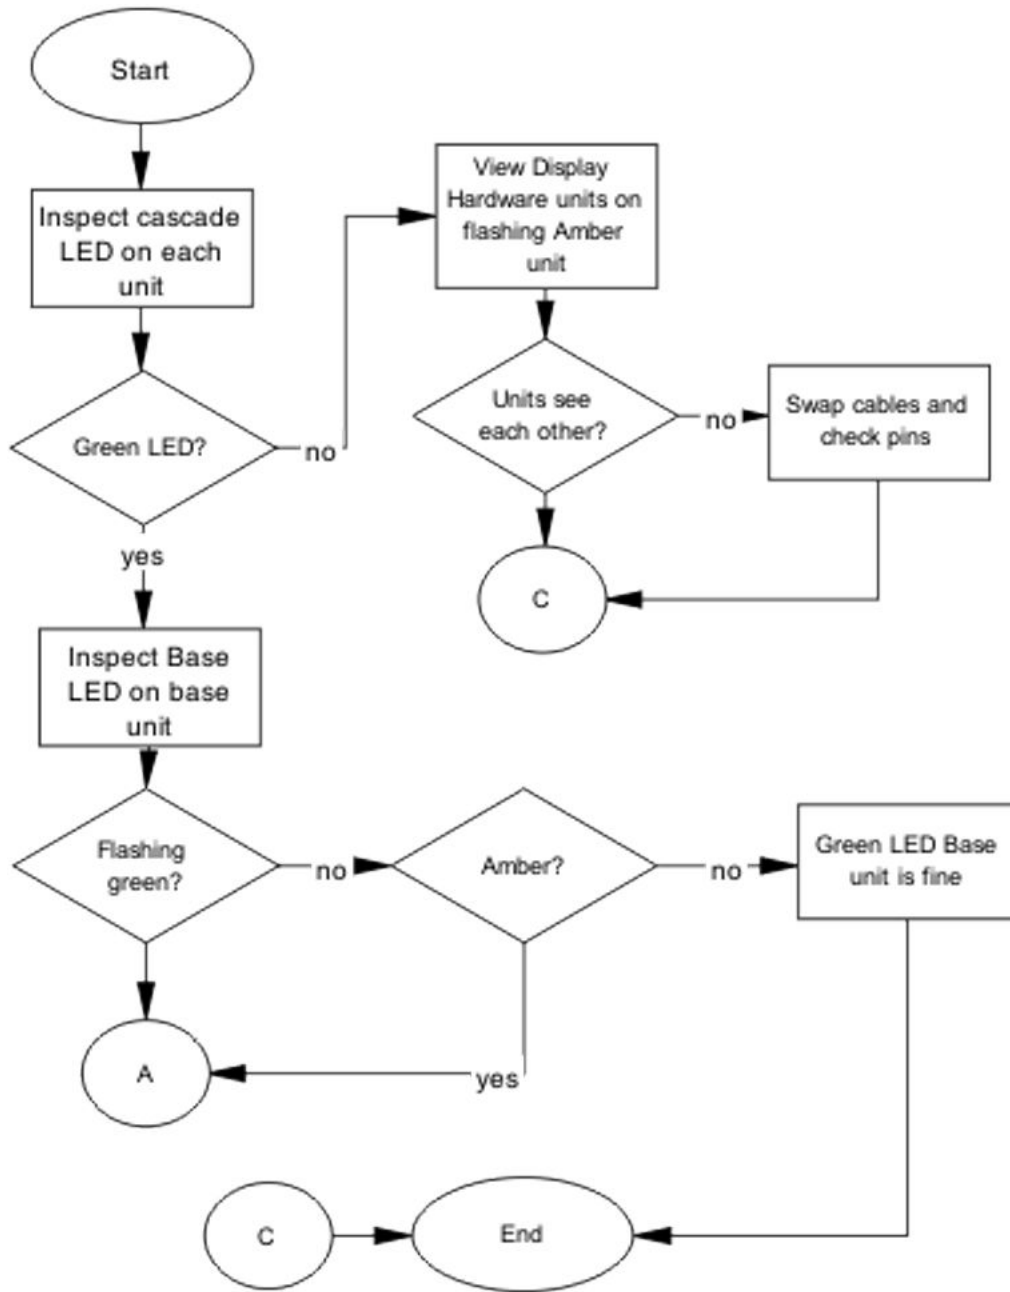 Start
Inspect cascade
LED on each
unit
Green LED?
no
yes
View Display
Hardware units on
flashing Amber
unit
Units see
each other?
no
Swap cables and
check pins
C
Inspect Base
LED on base
unit
Flashing
green?
no
Amber?
no
Green LED Base
unit is fine
A
yes
C
End